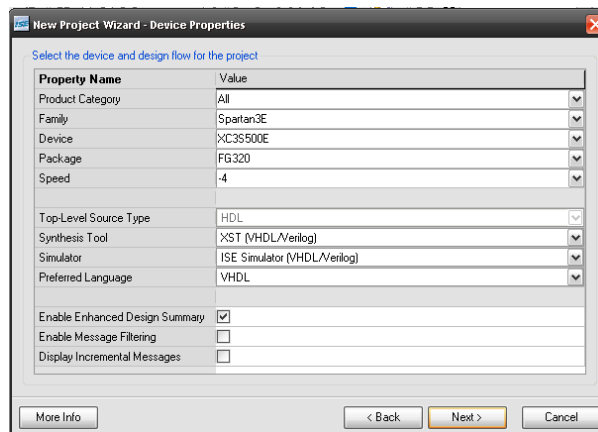 ISE New Project Wizard - Device Properties
Select the device and design flow for the project
Property Name Value
Product Category All
Family Spartan3E
Device XC3S500E
Package FG320
Speed -4
Top-Level Source Type HDL
Synthesis Tool XST (VHDL/Verilog)
Simulator ISE Simulator (VHDL/Verilog)
Preferred Language VHDL
Enable Enhanced Design Summary
Enable Message Filtering
Display Incremental Messages
More Info < Back Next > Cancel